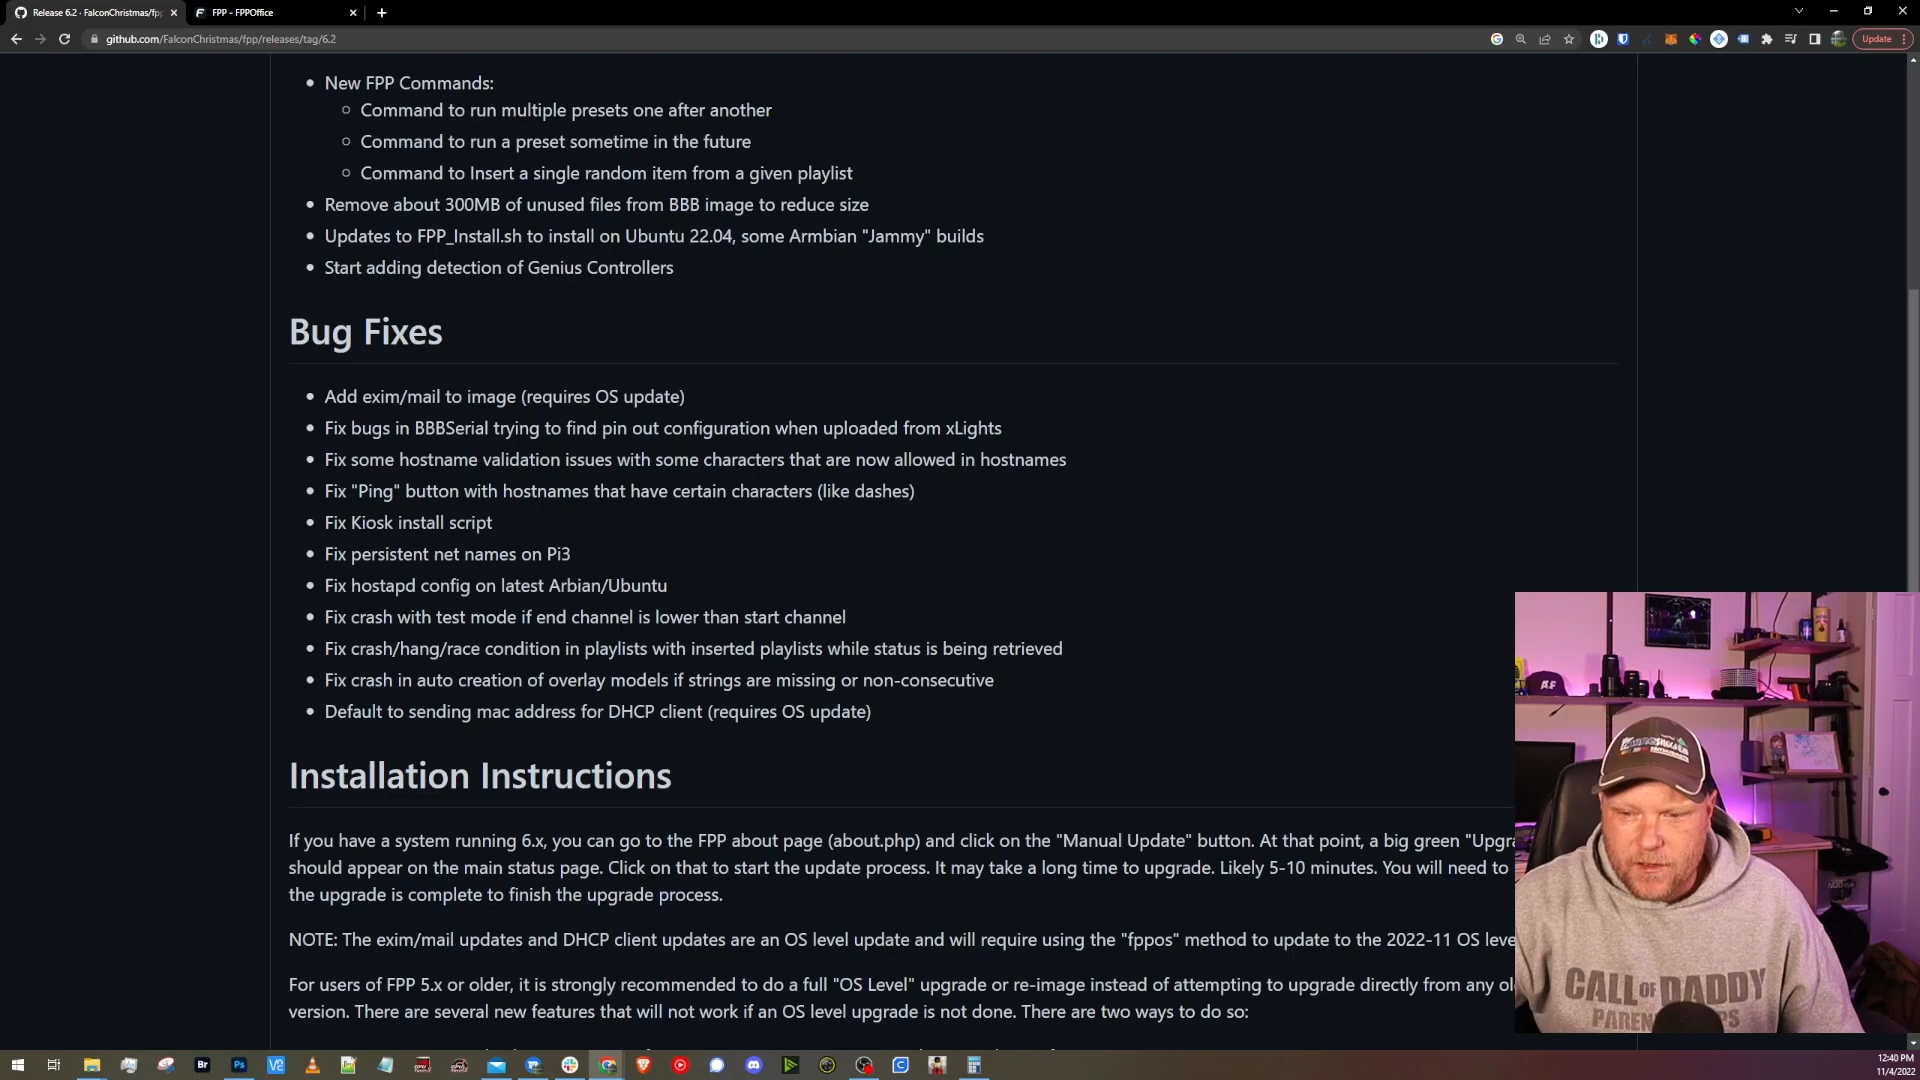 Release 6.2 · FalconChristmas/fpp
FPP - FPPOffice
github.com/FalconChristmas/fpp/releases/tag/6.2
Update
New FPP Commands:
Command to run multiple presets one after another
Command to run a preset sometime in the future
Command to Insert a single random item from a given playlist
Remove about 300MB of unused files from BBB image to reduce size
Updates to FPP_Install.sh to install on Ubuntu 22.04, some Armbian "Jammy" builds
Start adding detection of Genius Controllers
Bug Fixes
Add exim/mail to image (requires OS update)
Fix bugs in BBBSerial trying to find pin out configuration when uploaded from xLights
Fix some hostname validation issues with some characters that are now allowed in hostnames
Fix "Ping" button with hostnames that have certain characters (like dashes)
Fix Kiosk install script
Fix persistent net names on Pi3
Fix hostapd config on latest Arbian/Ubuntu
Fix crash with test mode if end channel is lower than start channel
Fix crash/hang/race condition in playlists with inserted playlists while status is being retrieved
Fix crash in auto creation of overlay models if strings are missing or non-consecutive
Default to sending mac address for DHCP client (requires OS update)
Installation Instructions
If you have a system running 6.x, you can go to the FPP about page (about.php) and click on the "Manual Update" button. At that point, a big green "Upgra
should appear on the main status page. Click on that to start the update process. It may take a long time to upgrade. Likely 5-10 minutes. You will need to
the upgrade is complete to finish the upgrade process.
NOTE: The exim/mail updates and DHCP client updates are an OS level update and will require using the "fppos" method to update to the 2022-11 OS leve
For users of FPP 5.x or older, it is strongly recommended to do a full "OS Level" upgrade or re-image instead of attempting to upgrade directly from any ol
version. There are several new features that will not work if an OS level upgrade is not done. There are two ways to do so:
CALL OF DADDY
Br
Ps
12:40 PM
11/4/2022